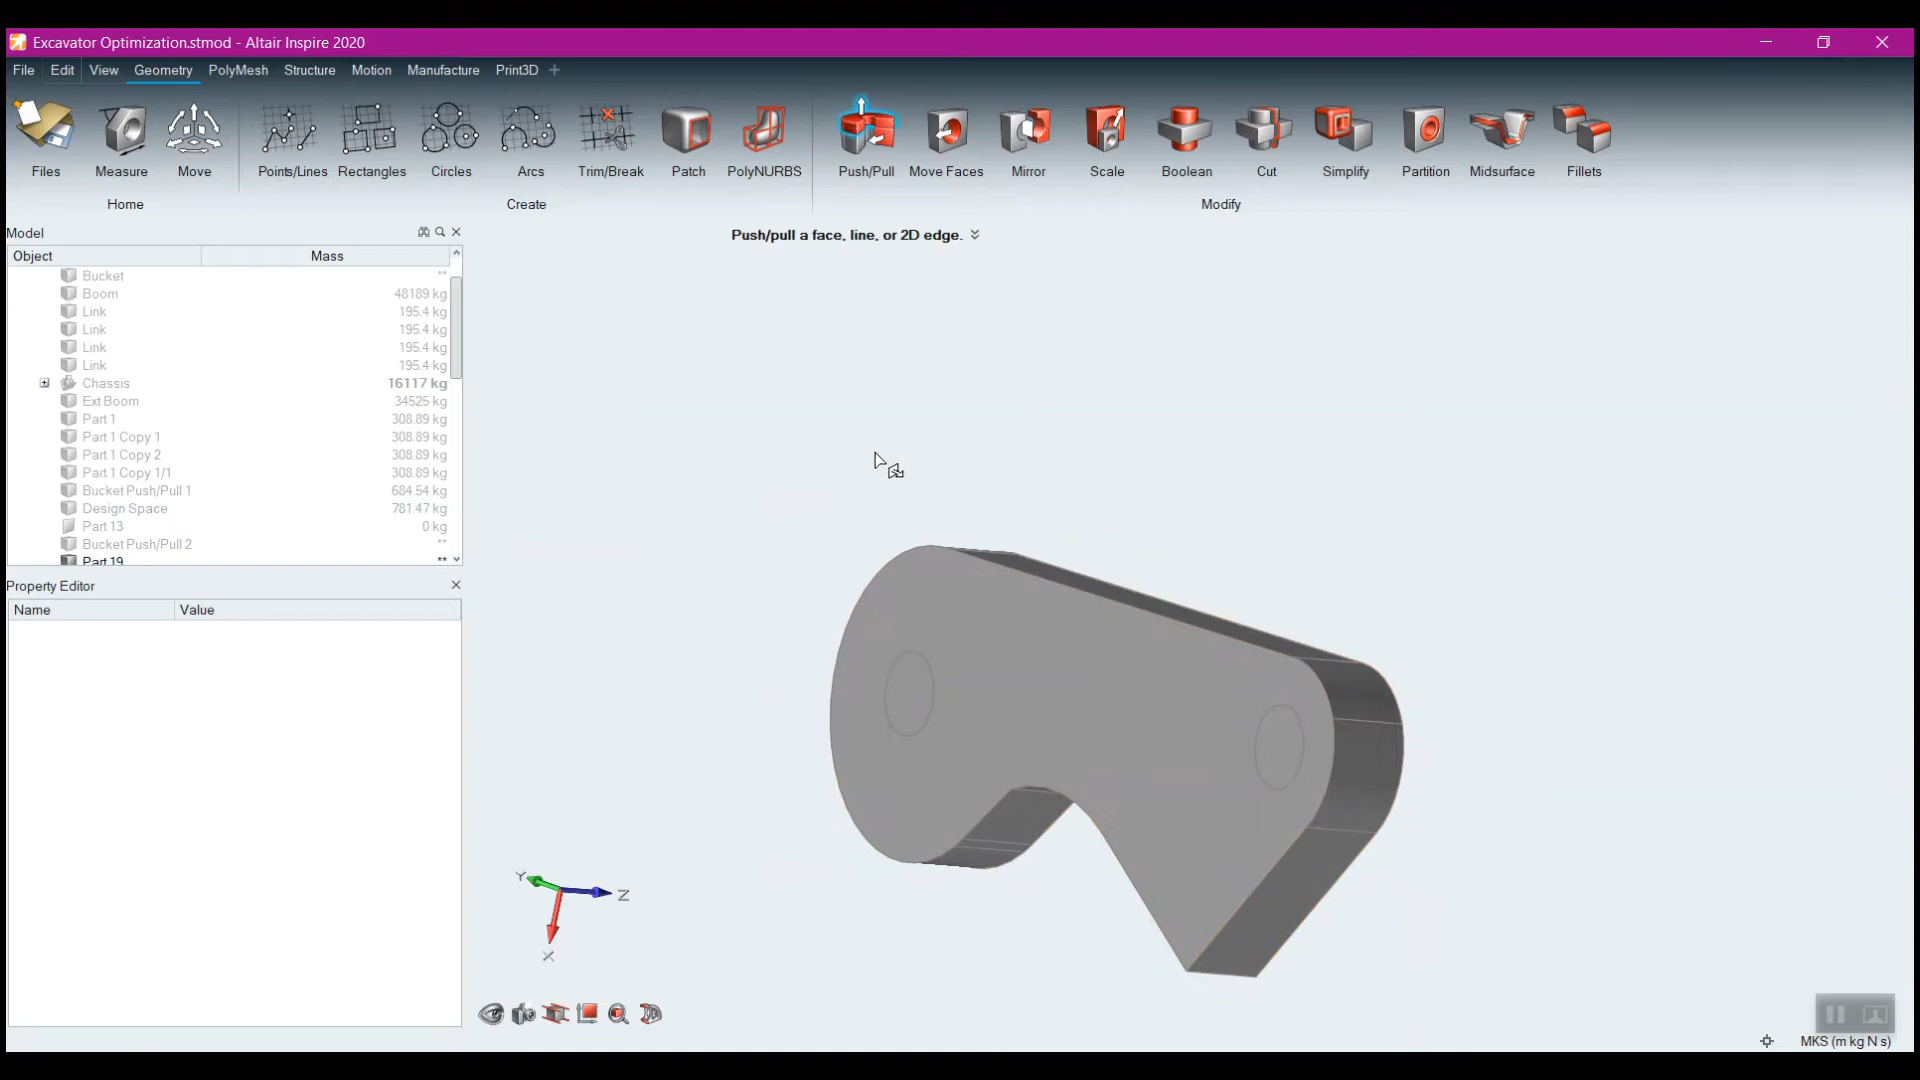 Excavator Optimization.stmod - Altair Inspire 2020
File Edit View Geometry PolyMesh Structure Motion Manufacture Print3D +
Files Measure Move Points/Lines Rectangles Circles Arcs Trim/Break Patch PolyNURBS Push/Pull Move Faces Mirror Scale Boolean Cut Simplify Partition Midsurface Fillets
Home Create Modify
Model
Object Mass
Bucket **
Boom 48189 kg
Link 195.4 kg
Link 195.4 kg
Link 195.4 kg
Link 195.4 kg
Chassis 16117 kg
Ext Boom 34525 kg
Part 1 308.89 kg
Part 1 Copy 1 308.89 kg
Part 1 Copy 2 308.89 kg
Part 1 Copy 1/1 308.89 kg
Bucket Push/Pull 1 684.54 kg
Design Space 781.47 kg
Part 13 0 kg
Bucket Push/Pull 2 **
Part 19 **
Push/pull a face, line, or 2D edge.
Property Editor
Name Value
Y
Z
X
MKS (m kg N s)